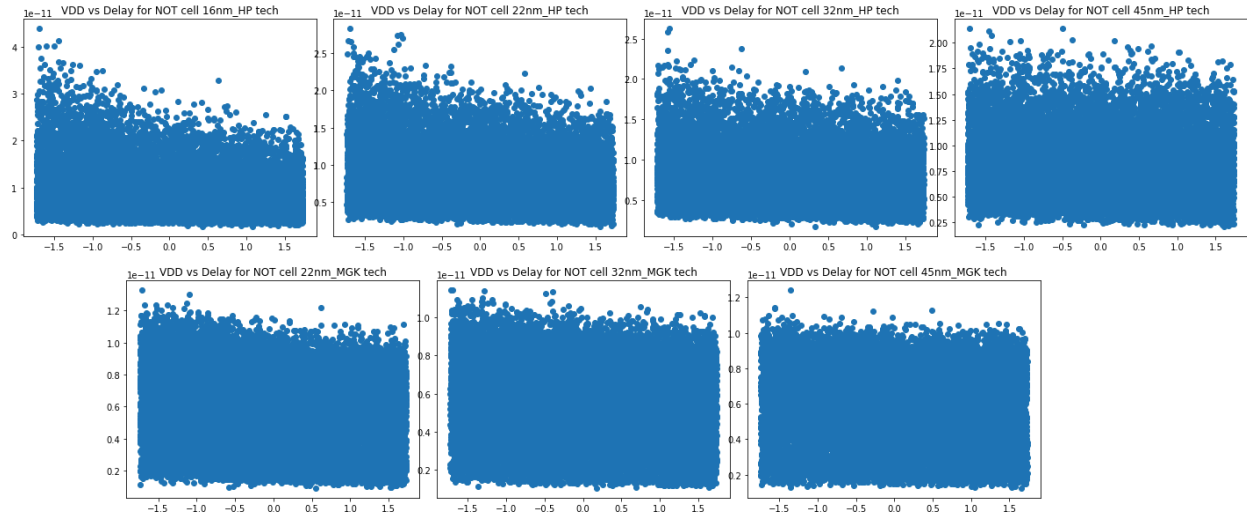 VDD vs Delay for NOT cell 16nm_HP tech
1e−11
4
3
2
1
0
−1.5 −1.0 −0.5 0.0 0.5 1.0 1.5
VDD vs Delay for NOT cell 22nm_HP tech
1e−11
2.5
2.0
1.5
1.0
0.5
−1.5 −1.0 −0.5 0.0 0.5 1.0 1.5
VDD vs Delay for NOT cell 32nm_HP tech
1e−11
2.5
2.0
1.5
1.0
0.5
−1.5 −1.0 −0.5 0.0 0.5 1.0 1.5
VDD vs Delay for NOT cell 45nm_HP tech
1e−11
2.00
1.75
1.50
1.25
1.00
0.75
0.50
0.25
−1.5 −1.0 −0.5 0.0 0.5 1.0 1.5
VDD vs Delay for NOT cell 22nm_MGK tech
1e−11
1.2
1.0
0.8
0.6
0.4
0.2
−1.5 −1.0 −0.5 0.0 0.5 1.0 1.5
VDD vs Delay for NOT cell 32nm_MGK tech
1e−11
1.0
0.8
0.6
0.4
0.2
−1.5 −1.0 −0.5 0.0 0.5 1.0 1.5
VDD vs Delay for NOT cell 45nm_MGK tech
1e−11
1.2
1.0
0.8
0.6
0.4
0.2
−1.5 −1.0 −0.5 0.0 0.5 1.0 1.5